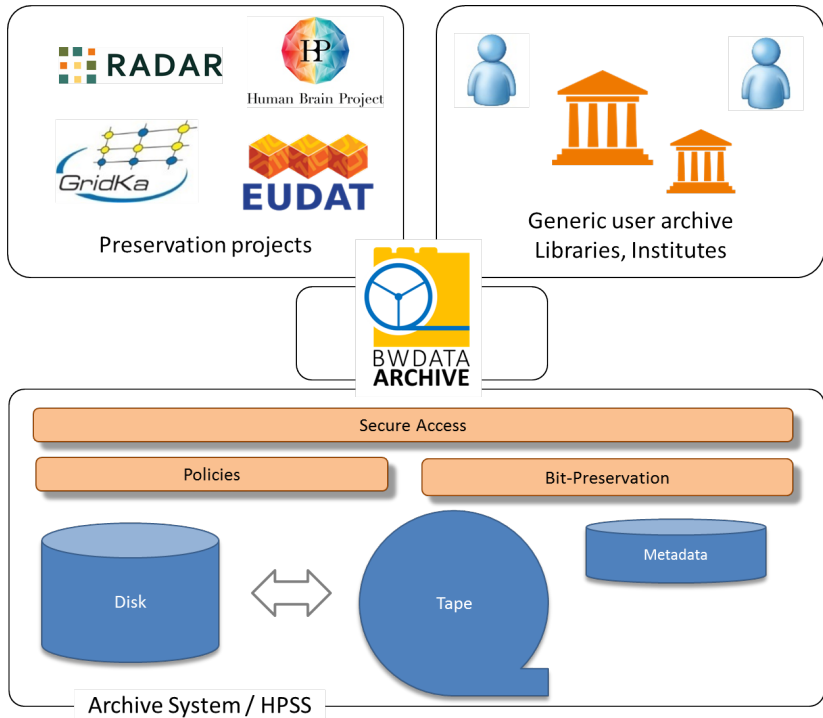 RADAR
HP
Human Brain Project
GridKa
EUDAT
Preservation projects
Generic user archive
Libraries, Institutes
BWDATA
ARCHIVE
Secure Access
Policies
Bit-Preservation
Disk
Tape
Metadata
Archive System / HPSS